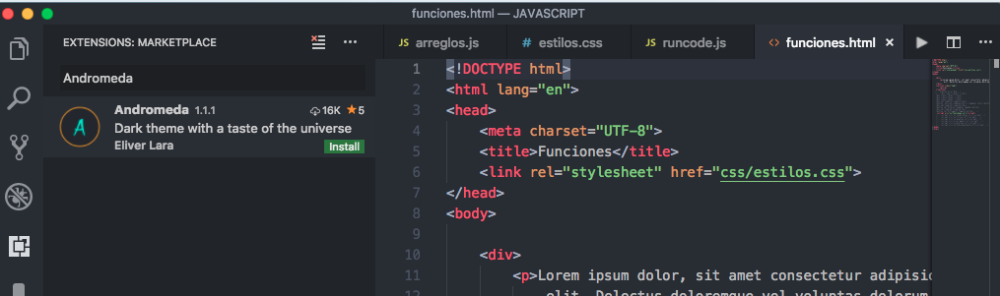 funciones.html — JAVASCRIPT
EXTENSIONS: MARKETPLACE
Andromeda
Andromeda 1.1.1 16K ★5
Dark theme with a taste of the universe
Eliver Lara
Install
JS arreglos.js # estilos.css JS runcode.js <> funciones.html ×
1 <!DOCTYPE html>
2 <html lang="en">
3 <head>
4 <meta charset="UTF-8">
5 <title>Funciones</title>
6 <link rel="stylesheet" href="css/estilos.css">
7 </head>
8 <body>
9
10 <div>
11 <p>Lorem ipsum dolor, sit amet consectetur adipisic
12 elit. Delectus doloremque vel voluptas dolorum